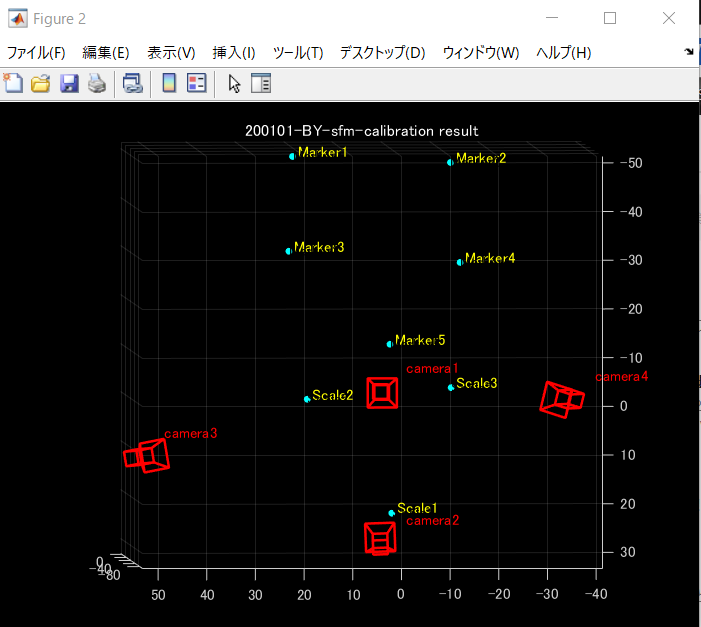 Figure 2
ファイル(F) 編集(E) 表示(V) 挿入(I) ツール(T) デスクトップ(D) ウィンドウ(W) ヘルプ(H)
200101-BY-sfm-calibration result
Marker1
Marker2
-50
-40
Marker3
Marker4
-30
-20
Marker5
-10
camera1
camera4
Scale3
Scale2
0
camera3
10
Scale1
20
camera2
30
0
-40
-80
50 40 30 20 10 0 -10 -20 -30 -40